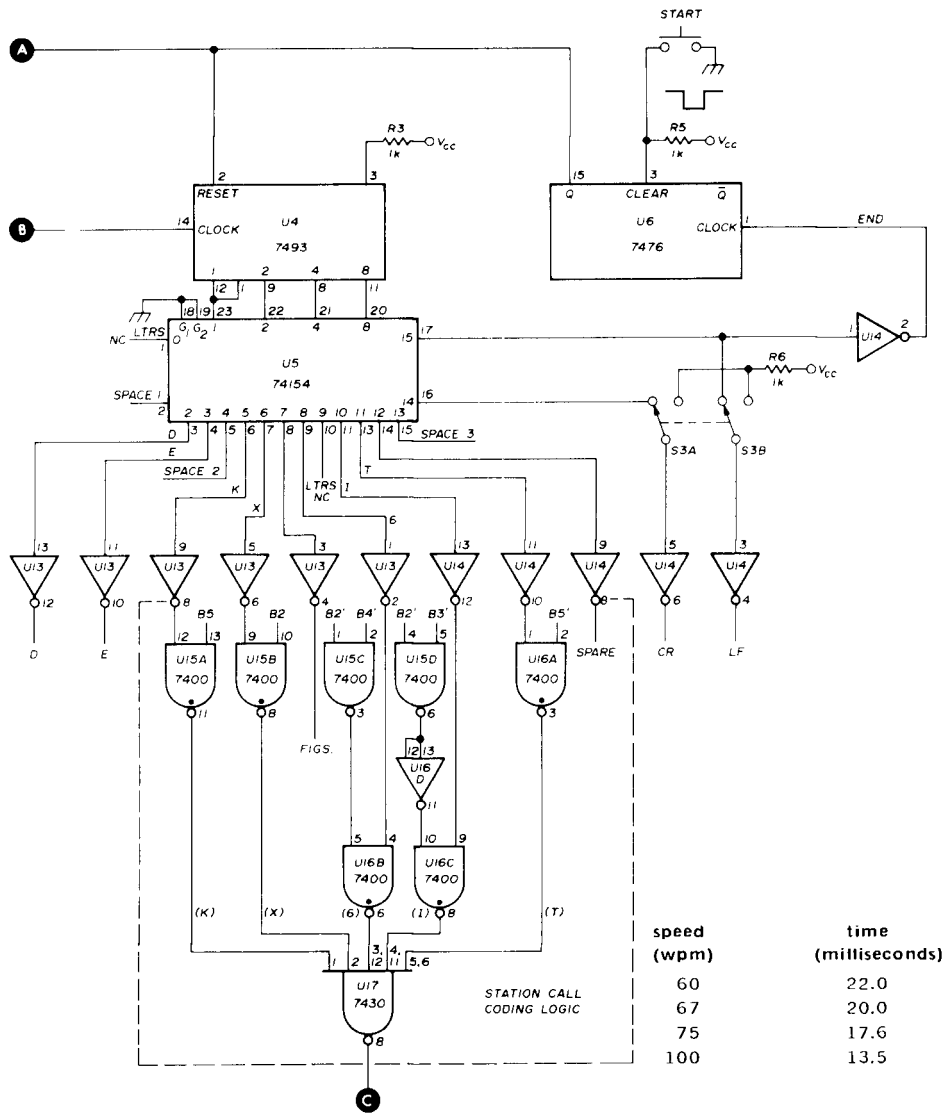 START
A
R3
1k
VCC
R5
1k
VCC
2
3
RESET
14
CLOCK
U4
7493
1 2 4 8
12 1 9 8 11
B
15
3
Q
CLEAR
Q̅
U6
7476
CLOCK
1
END
18 19 23 22 21 20
G1 G2 1 2 4 8
NC
LTRS
1
0
U5
74154
15
17
14
16
SPACE 1
2
2 3 4 5 6 7 8 9 10 11 12 13
3 4 5 6 7 8 9 10 11 13 14 15
1
U14
2
R6
1k
VCC
S3A
S3B
D
E
SPACE 2
K
X
LTRS
NC
6
I
T
SPACE 3
13 11 9 5 3 1 13 11 9 5 3
U13 U13 U13 U13 U13 U13 U14 U14 U14 U14 U14
12 10 8 6 4 2 12 10 8 6 4
D
E
B5
B2
B2'
B4'
B2'
B3'
B5'
SPARE
CR
LF
12 13
U15A
7400
11
9 10
U15B
7400
8
1 2
U15C
7400
3
4 5
U15D
7400
6
1 2
U16A
7400
3
FIGS.
12 13
U16
D
11
5 4
U16B
7400
6
10 9
U16C
7400
8
(K)
(X)
(6)
(1)
(T)
1 2 3, 12 4, 11 5,6
U17
7430
8
STATION CALL
CODING LOGIC
C
speed time
(wpm) (milliseconds)
60 22.0
67 20.0
75 17.6
100 13.5